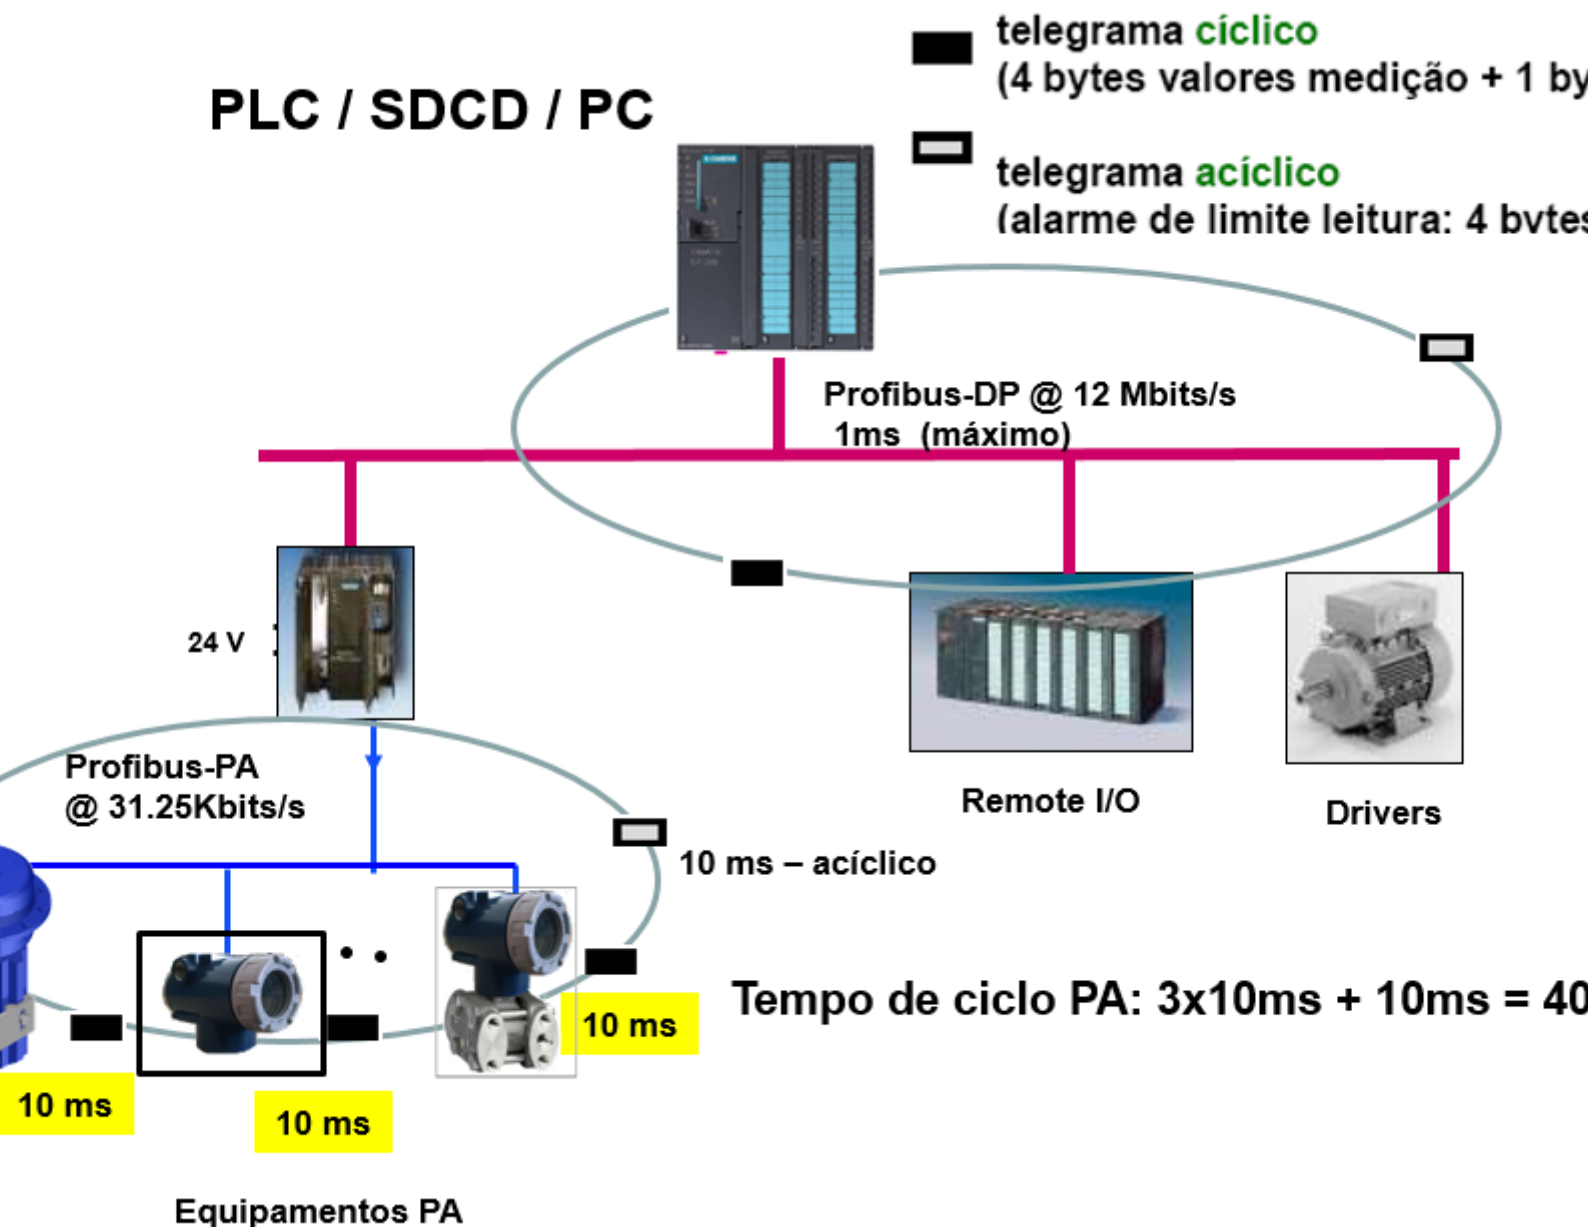 telegrama cíclico
(4 bytes valores medição + 1 by
PLC / SDCD / PC
telegrama acíclico
(alarme de limite leitura: 4 bytes
SIEMENS
Profibus-DP @ 12 Mbits/s
1ms (máximo)
24 V
Profibus-PA
@ 31.25Kbits/s
Remote I/O
Drivers
10 ms – acíclico
Tempo de ciclo PA: 3x10ms + 10ms = 40
10 ms
10 ms
10 ms
Equipamentos PA